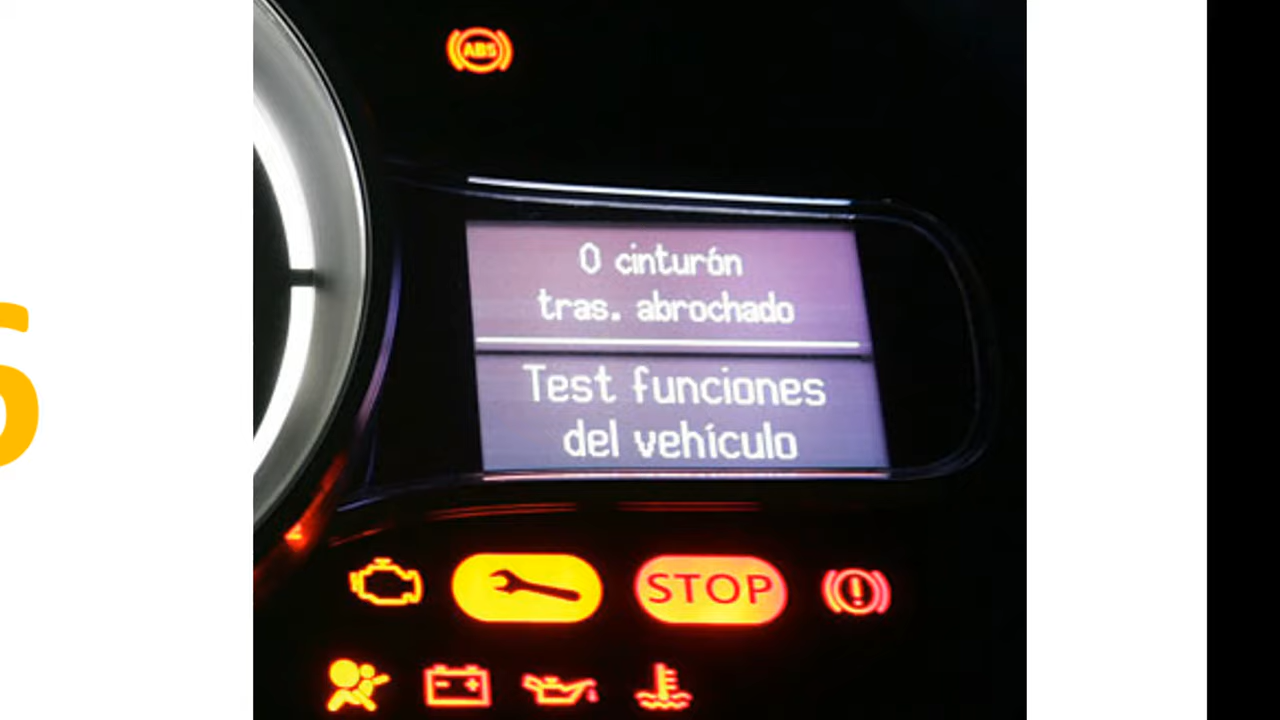 ABS
0 cinturón
tras. abrochado
Test funciones
del vehículo
STOP